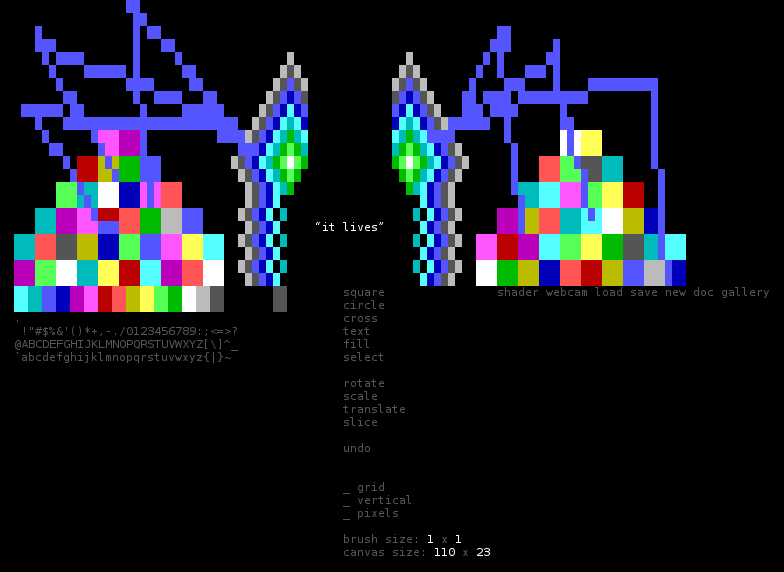 “it lives”
square
shader webcam load save new doc gallery
circle
cross
text
fill
select
.
!"#$%&'()*+,-./0123456789:;<=>?
@ABCDEFGHIJKLMNOPQRSTUVWXYZ[\]^_
`abcdefghijklmnopqrstuvwxyz{|}~
rotate
scale
translate
slice
undo
_ grid
_ vertical
_ pixels
brush size: 1 x 1
canvas size: 110 x 23